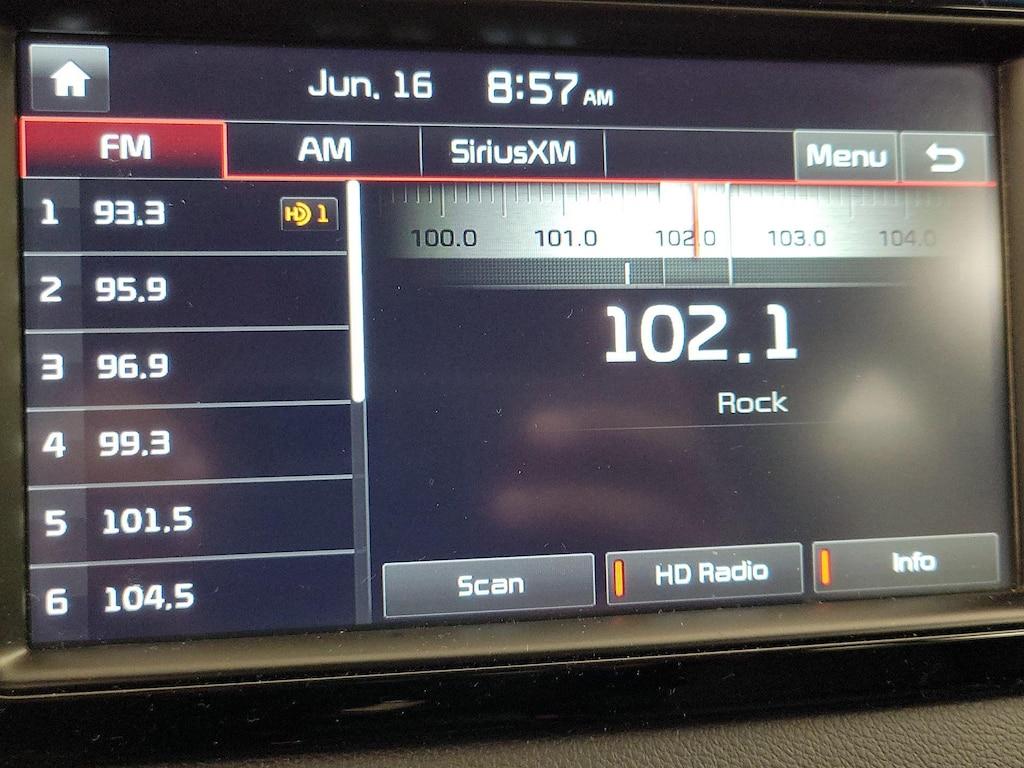 Jun. 16 8:57 AM
FM AM SiriusXM Menu
1 93.3 HD 1
2 95.9
3 96.9
4 99.3
5 101.5
6 104.5
100.0 101.0 102.0 103.0 104.0
102.1
Rock
Scan HD Radio Info